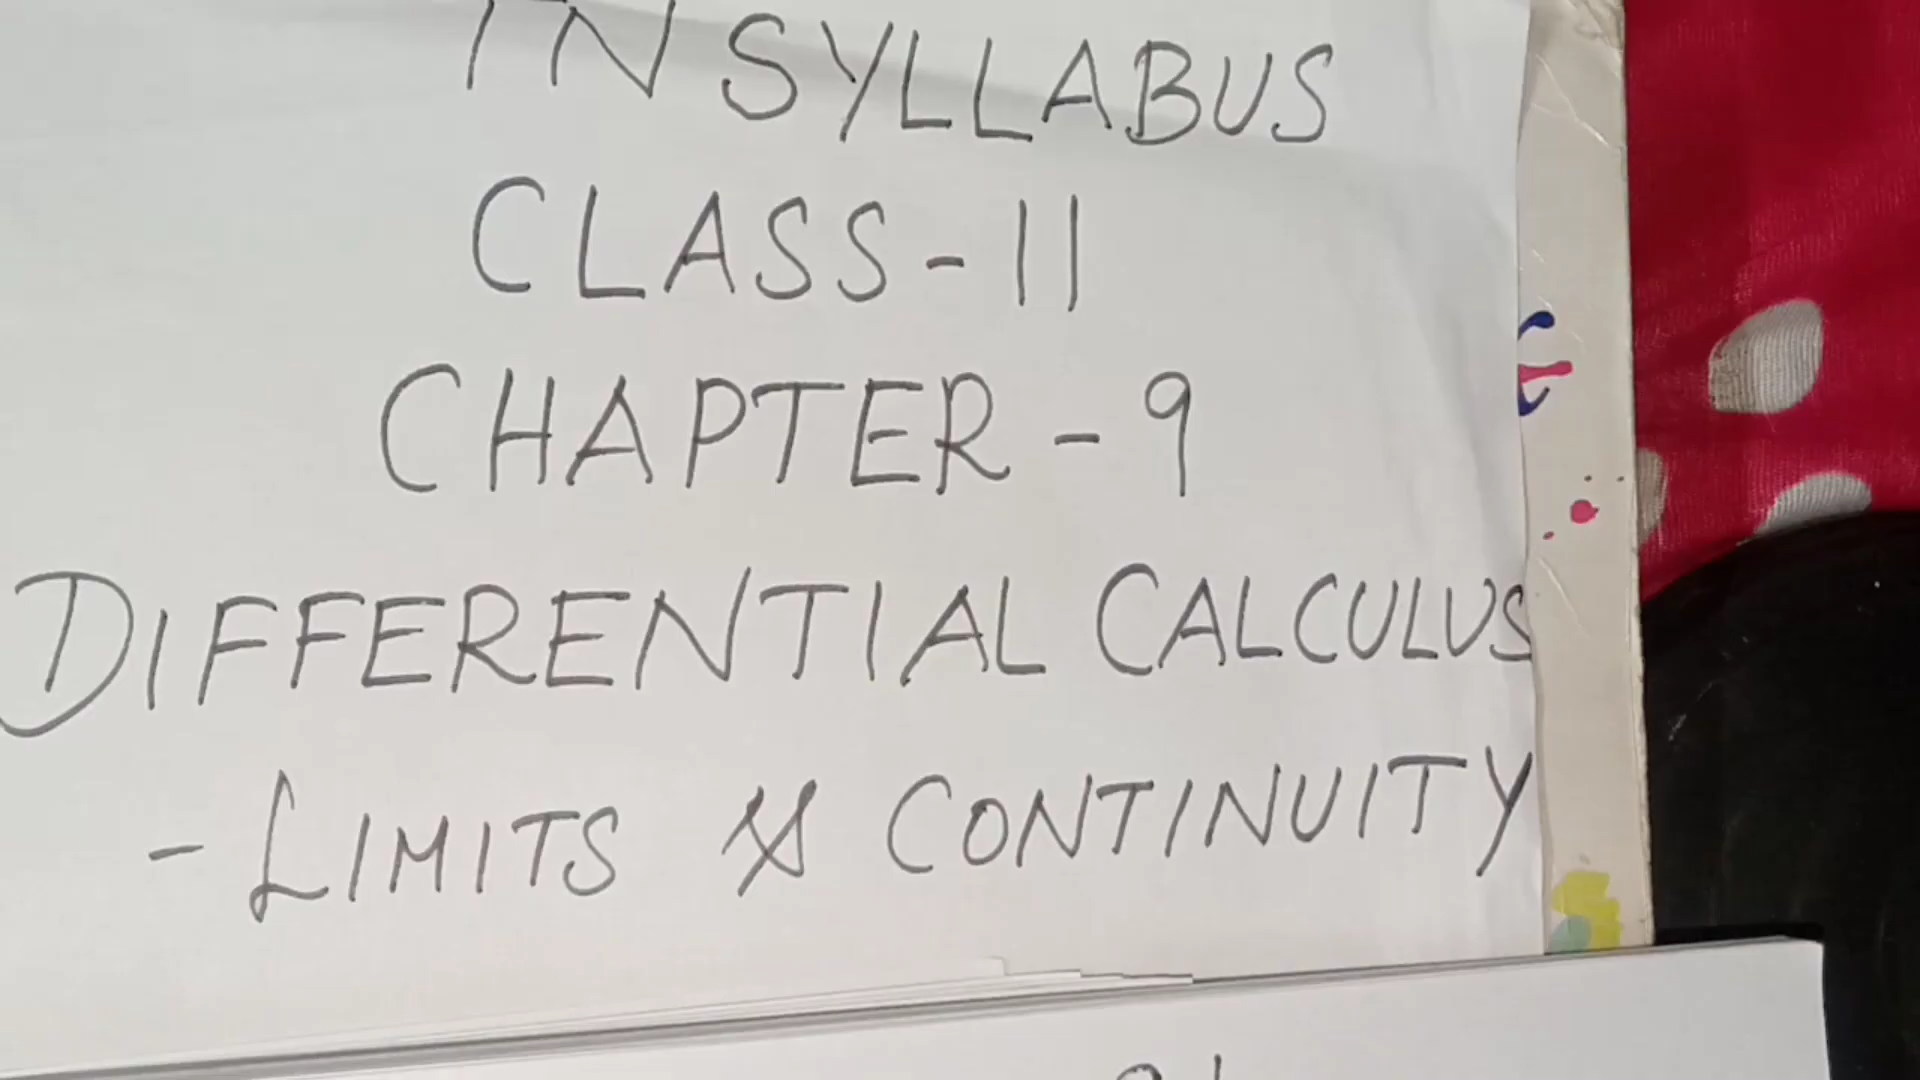 TN SYLLABUS
CLASS-11
CHAPTER-9
DIFFERENTIAL CALCULUS
- LIMITS & CONTINUITY